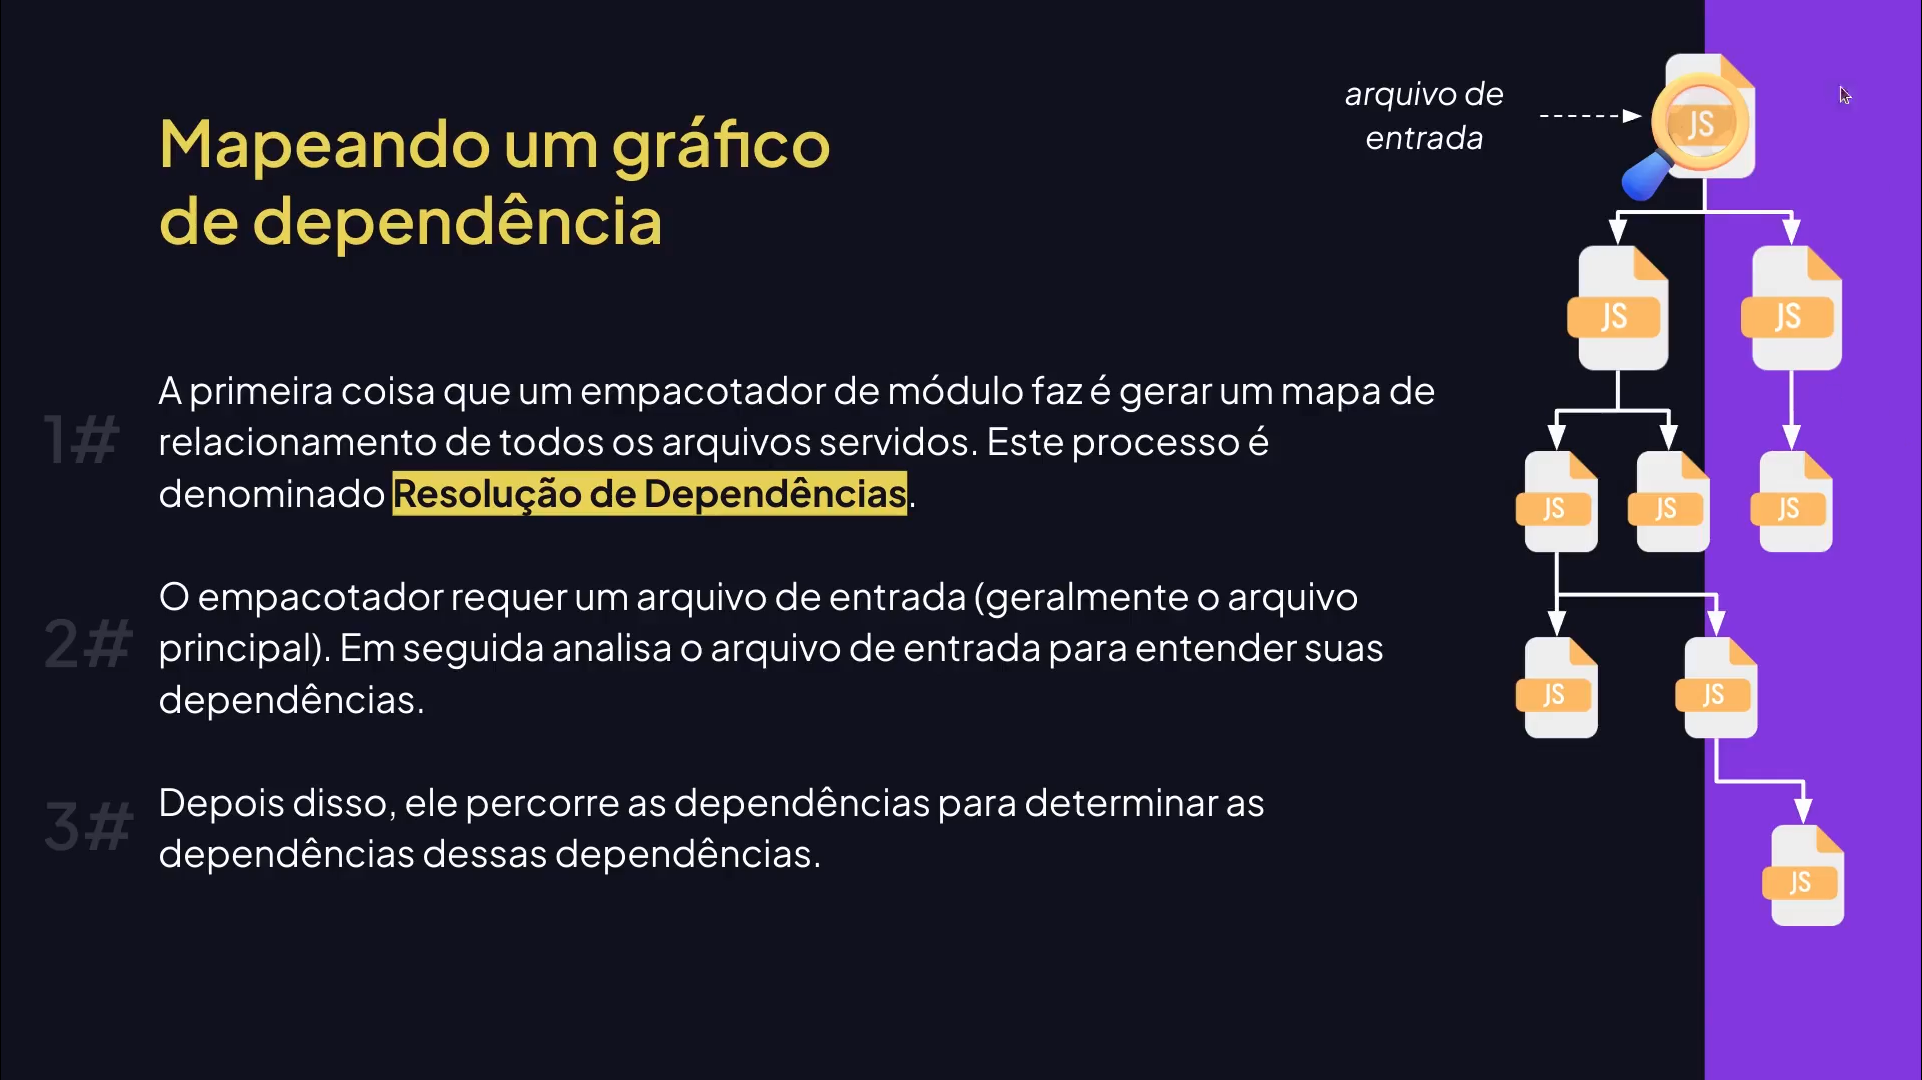 Mapeando um gráfico
de dependência
arquivo de
entrada
1#
A primeira coisa que um empacotador de módulo faz é gerar um mapa de
relacionamento de todos os arquivos servidos. Este processo é
denominado Resolução de Dependências.
2#
O empacotador requer um arquivo de entrada (geralmente o arquivo
principal). Em seguida analisa o arquivo de entrada para entender suas
dependências.
3#
Depois disso, ele percorre as dependências para determinar as
dependências dessas dependências.
JS
JS
JS
JS
JS
JS
JS
JS
JS